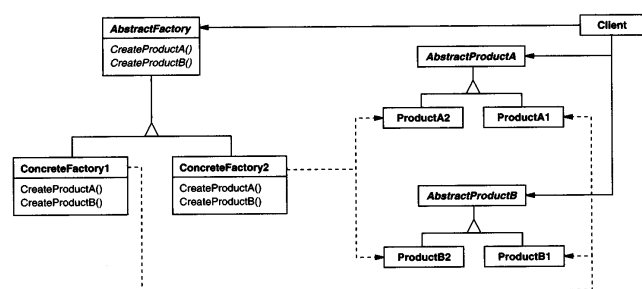 AbstractFactory
CreateProductA()
CreateProductB()
Client
AbstractProductA
ProductA2
ProductA1
ConcreteFactory1
CreateProductA()
CreateProductB()
ConcreteFactory2
CreateProductA()
CreateProductB()
AbstractProductB
ProductB2
ProductB1